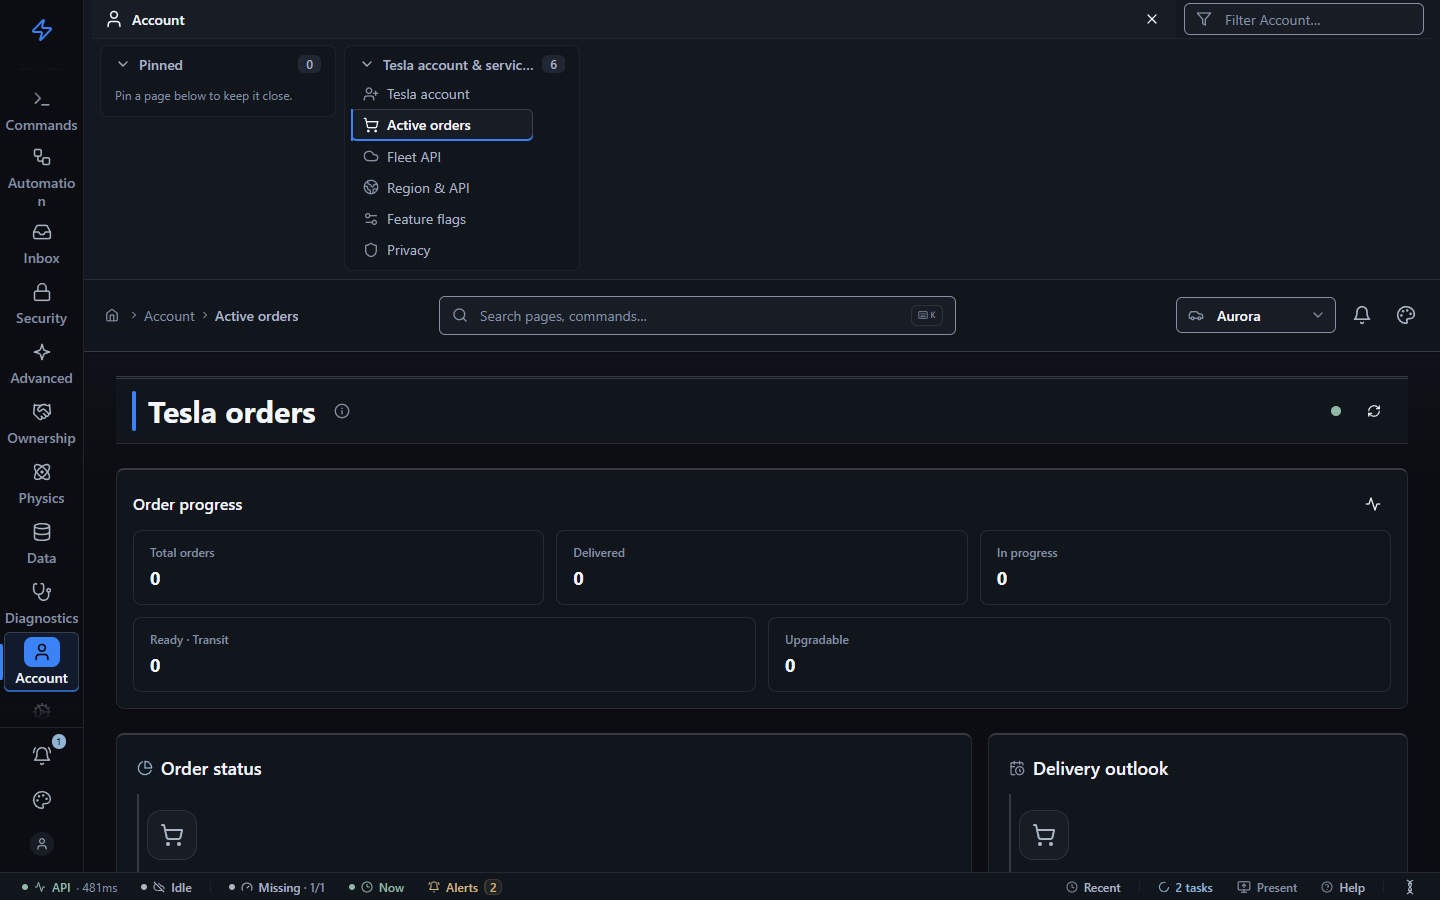 Account
Filter Account...
Pinned
0
Pin a page below to keep it close.
Tesla account & servic...
6
Tesla account
Active orders
Fleet API
Region & API
Feature flags
Privacy
Commands
Automatio
n
Inbox
Security
Advanced
Ownership
Physics
Data
Diagnostics
Account
1
Account
Active orders
Search pages, commands...
K
Aurora
Tesla orders
Order progress
Total orders
0
Delivered
0
In progress
0
Ready · Transit
0
Upgradable
0
Order status
Delivery outlook
API · 481ms
Idle
Missing · 1/1
Now
Alerts 2
Recent
2 tasks
Present
Help